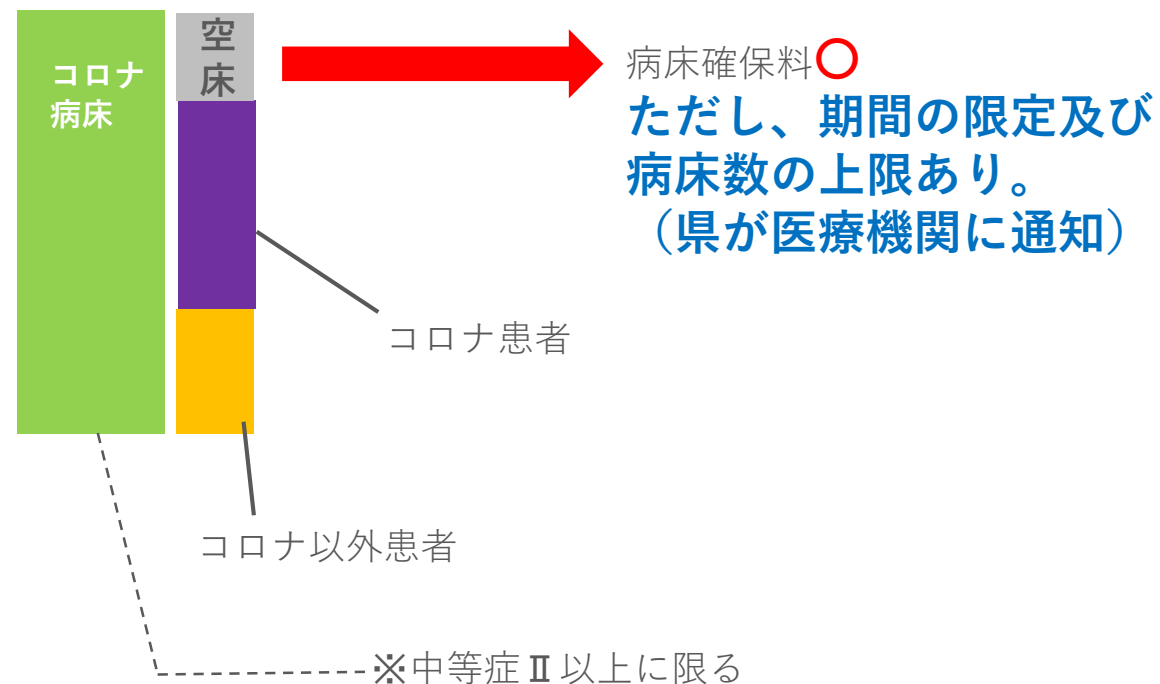 コロナ
病床
空
床
病床確保料〇
ただし、期間の限定及び
病床数の上限あり。
（県が医療機関に通知）
コロナ患者
コロナ以外患者
※中等症Ⅱ以上に限る